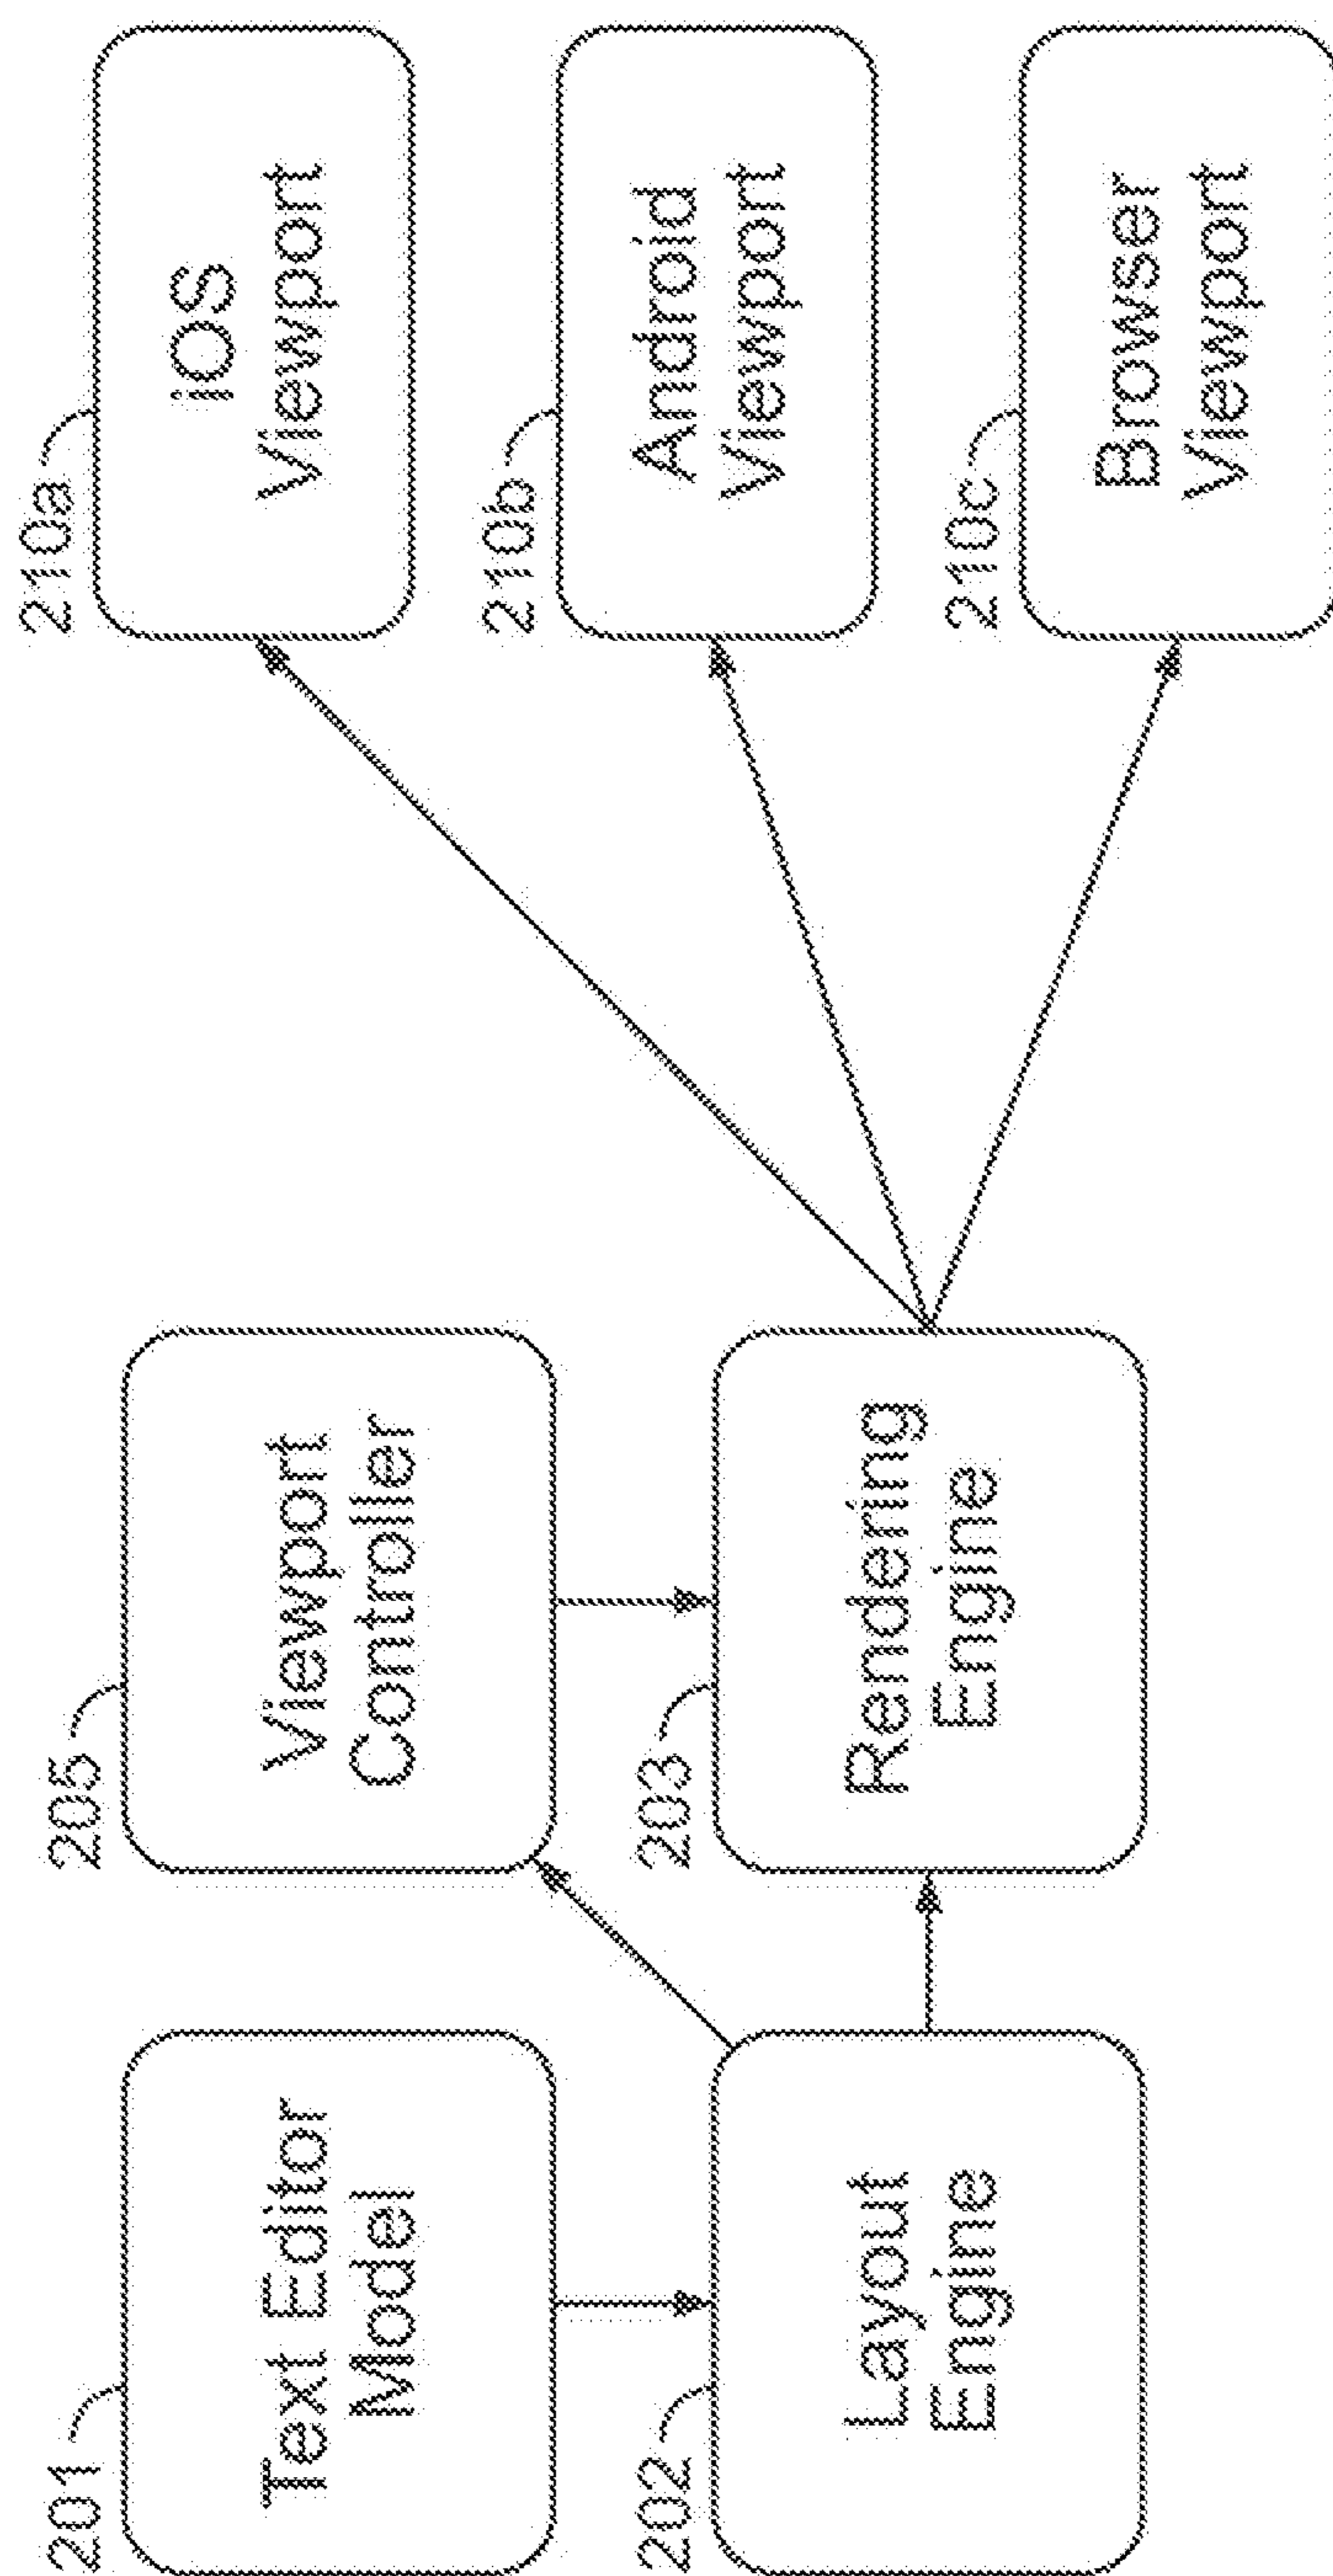 201
Text Editor
Model
205
Viewport
Controller
210a
iOS
Viewport
202
Layout
Engine
203
Rendering
Engine
210b
Android
Viewport
210c
Browser
Viewport